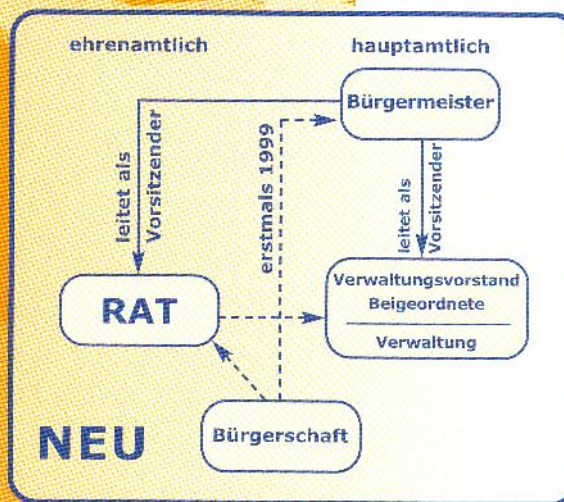 ehrenamtlich hauptamtlich
Bürgermeister
leitet als
Vorsitzender
erstmals 1999
leitet als
Vorsitzender
RAT
Verwaltungsvorstand
Beigeordnete
Verwaltung
Bürgerschaft
NEU